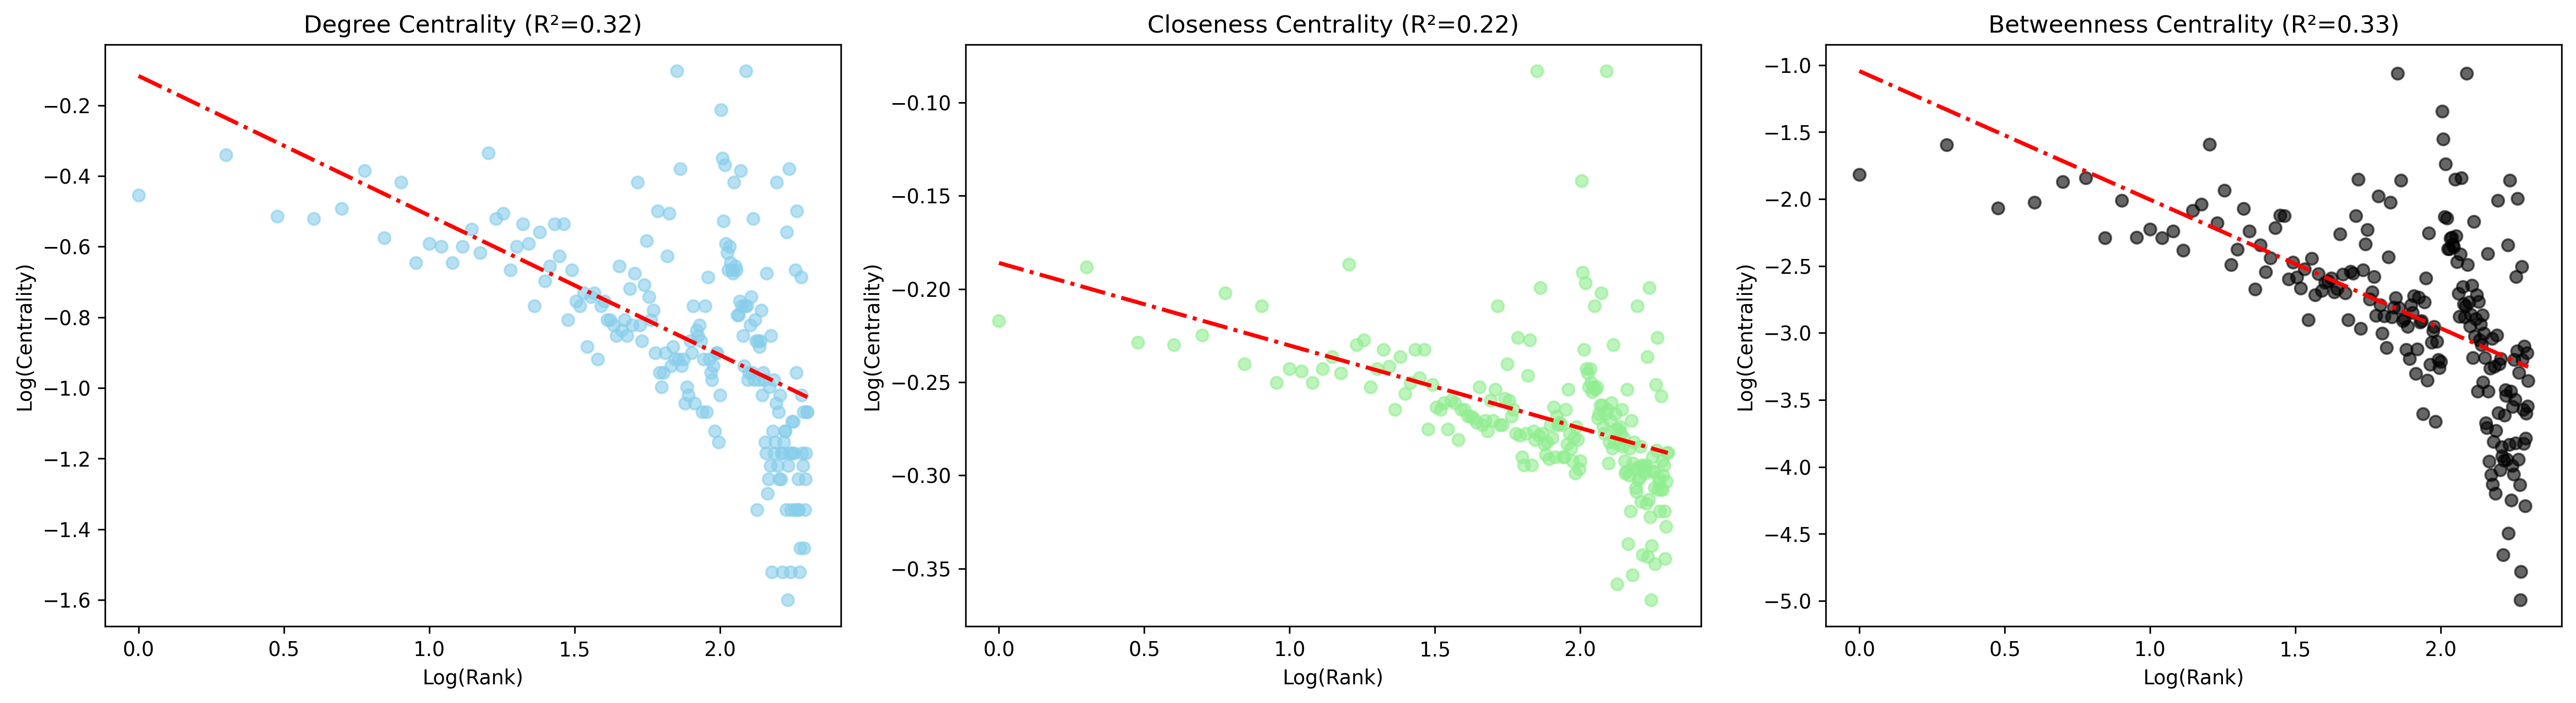 Degree Centrality (R²=0.32)
Log(Centrality)
−0.2
−0.4
−0.6
−0.8
−1.0
−1.2
−1.4
−1.6
0.0 0.5 1.0 1.5 2.0
Log(Rank)
Closeness Centrality (R²=0.22)
Log(Centrality)
−0.10
−0.15
−0.20
−0.25
−0.30
−0.35
0.0 0.5 1.0 1.5 2.0
Log(Rank)
Betweenness Centrality (R²=0.33)
Log(Centrality)
−1.0
−1.5
−2.0
−2.5
−3.0
−3.5
−4.0
−4.5
−5.0
0.0 0.5 1.0 1.5 2.0
Log(Rank)